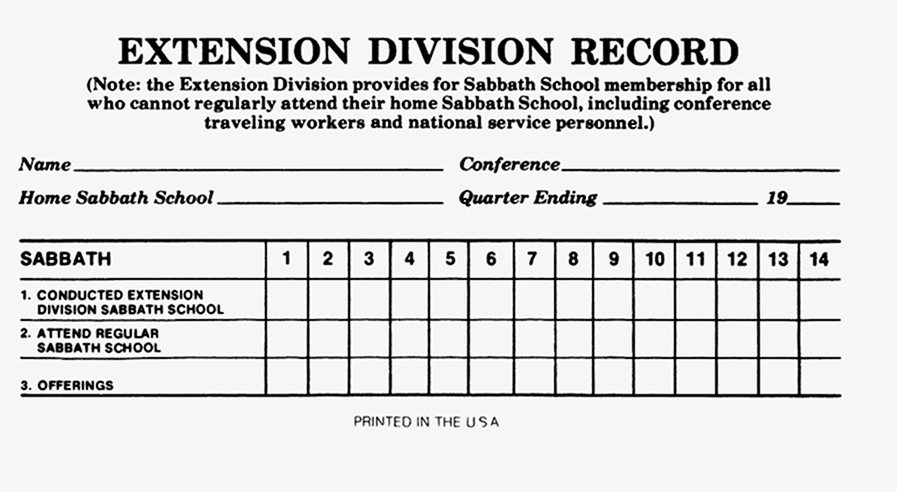 EXTENSION DIVISION RECORD
(Note: the Extension Division provides for Sabbath School membership for all
who cannot regularly attend their home Sabbath School, including conference
traveling workers and national service personnel.)
Name Conference
Home Sabbath School Quarter Ending 19
SABBATH 1 2 3 4 5 6 7 8 9 10 11 12 13 14
1. CONDUCTED EXTENSION
DIVISION SABBATH SCHOOL
2. ATTEND REGULAR
SABBATH SCHOOL
3. OFFERINGS
PRINTED IN THE USA